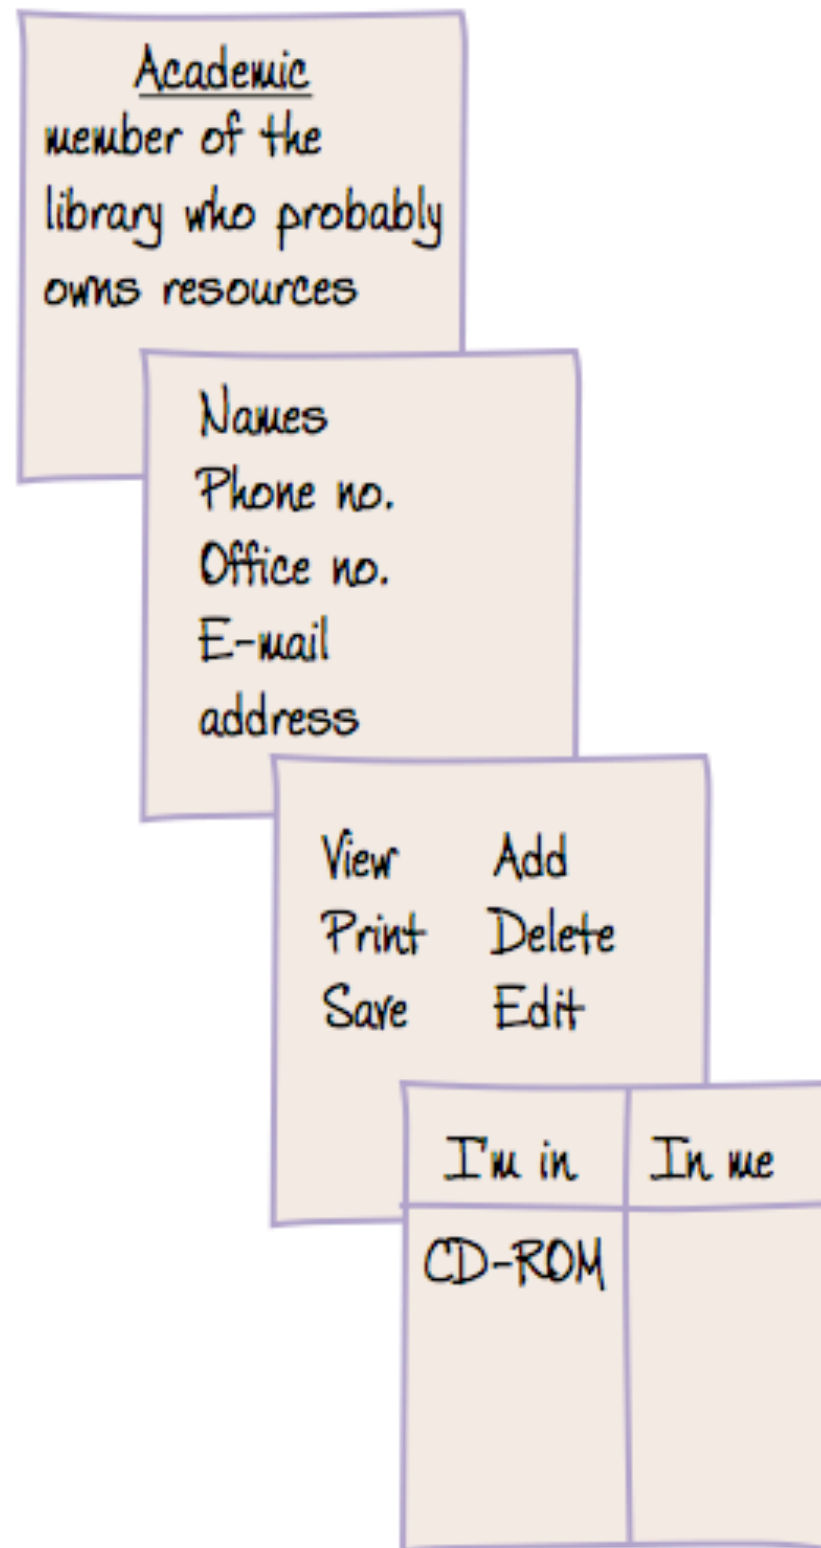 Academic
member of the
library who probably
owns resources
Names
Phone no.
Office no.
E-mail
address
View Add
Print Delete
Save Edit
I'm in In me
CD-ROM